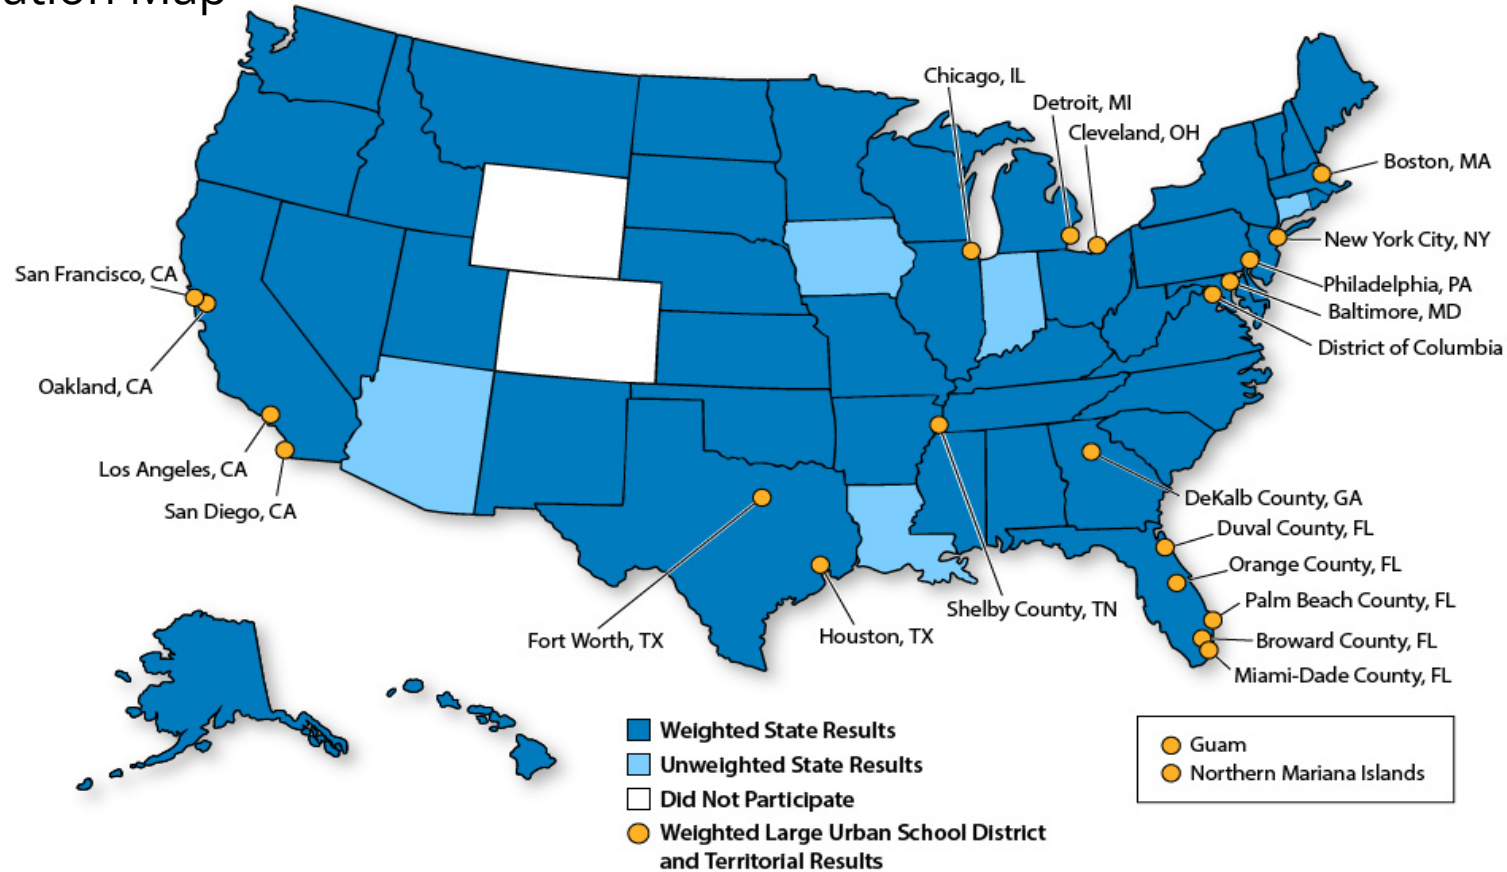 Map
Chicago, IL
Detroit, MI
Cleveland, OH
Boston, MA
New York City, NY
San Francisco, CA
Philadelphia, PA
Baltimore, MD
District of Columbia
Oakland, CA
Los Angeles, CA
San Diego, CA
DeKalb County, GA
Duval County, FL
Orange County, FL
Palm Beach County, FL
Shelby County, TN
Fort Worth, TX
Houston, TX
Broward County, FL
Miami-Dade County, FL
Weighted State Results
Unweighted State Results
Did Not Participate
Weighted Large Urban School District
and Territorial Results
Guam
Northern Mariana Islands